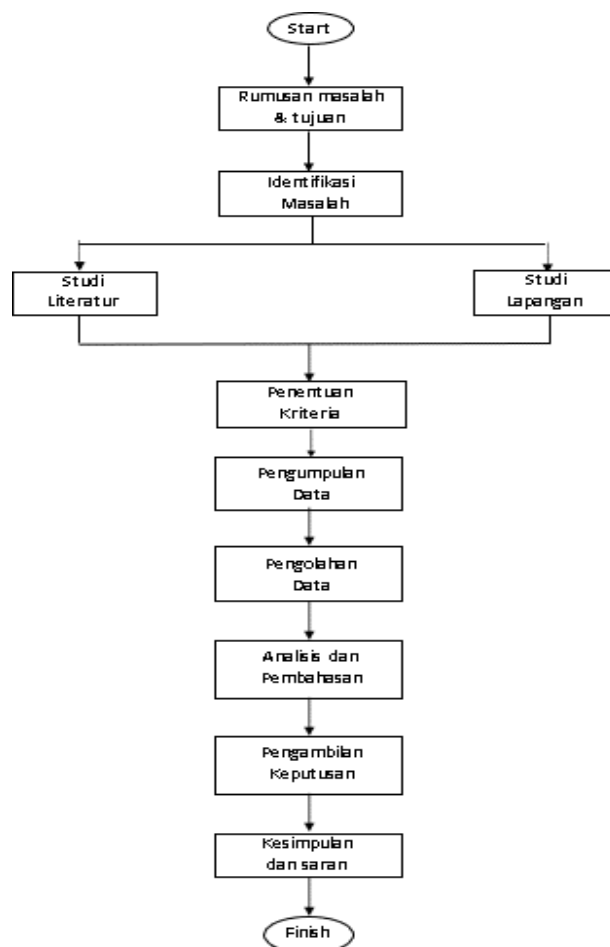 Start
Rumusan masalah
& tujuan
Identifikasi
Masalah
Studi
Literatur
Studi
Lapangan
Penentuan
Kriteria
Pengumpulan
Data
Pengolahan
Data
Analisis dan
Pembahasan
Pengambilan
Keputusan
Kesimpulan
dan saran
Finish